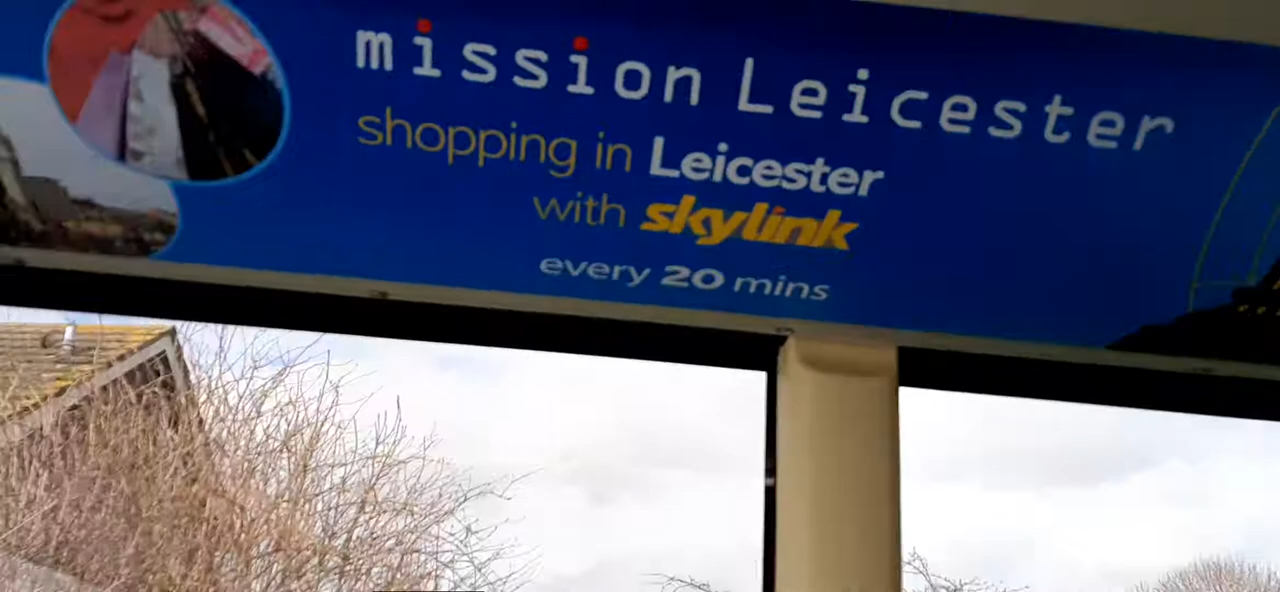 mission Leicester
shopping in Leicester
with skylink
every 20 mins